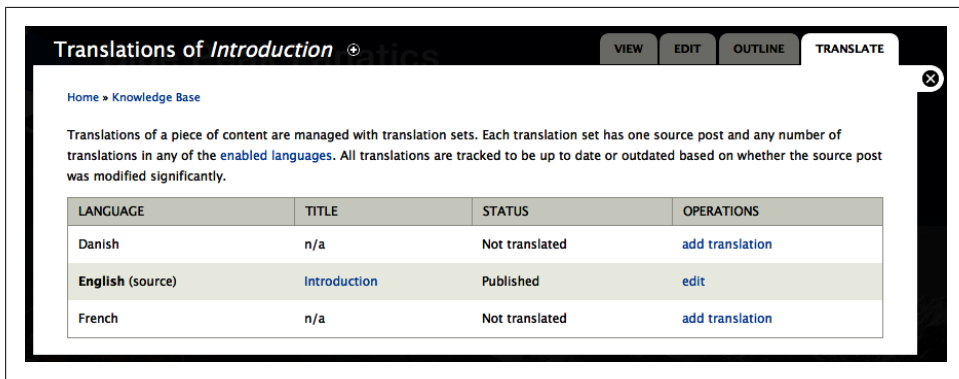 Translations of Introduction
VIEW EDIT OUTLINE TRANSLATE
Home » Knowledge Base
Translations of a piece of content are managed with translation sets. Each translation set has one source post and any number of
translations in any of the enabled languages. All translations are tracked to be up to date or outdated based on whether the source post
was modified significantly.
LANGUAGE TITLE STATUS OPERATIONS
Danish n/a Not translated add translation
English (source) Introduction Published edit
French n/a Not translated add translation